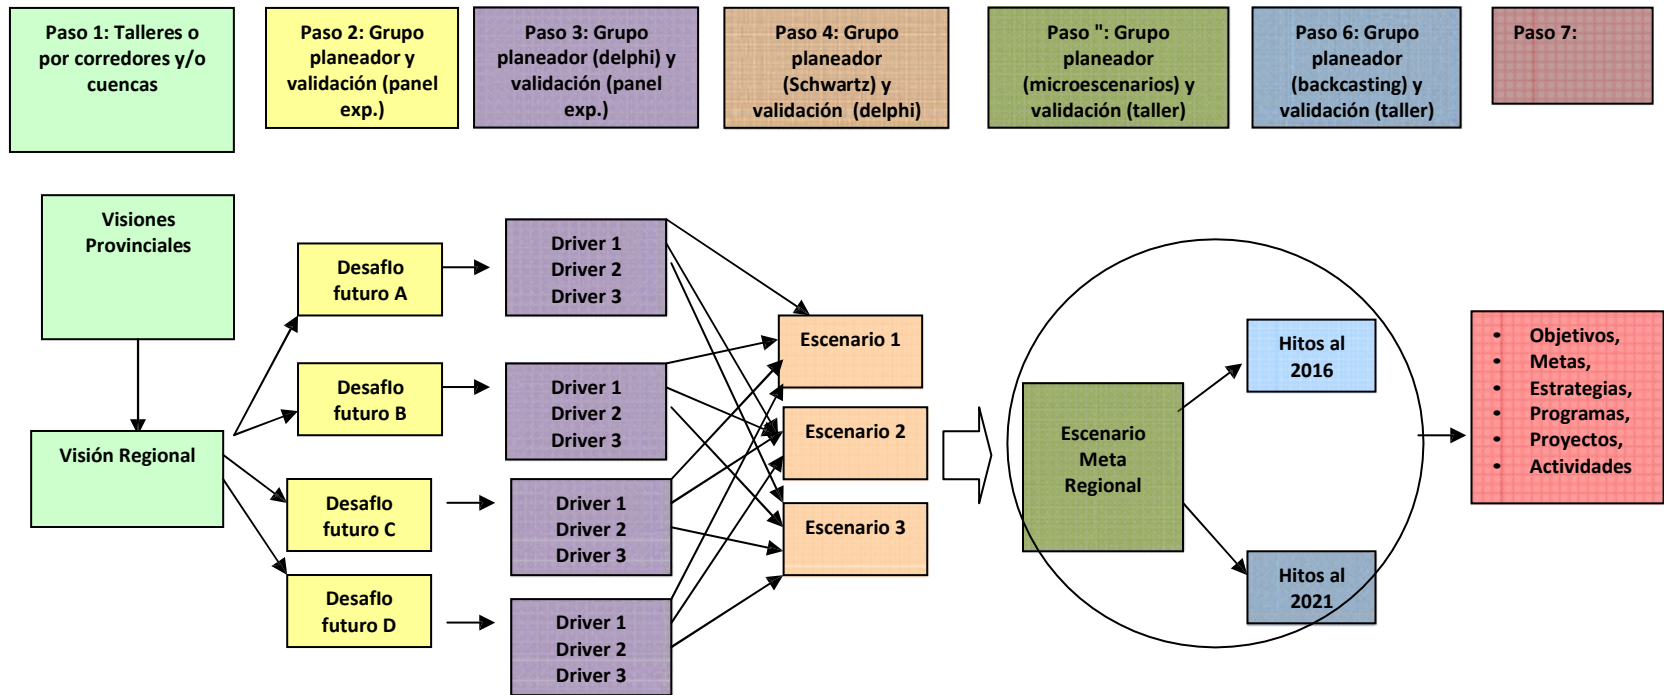 Paso 1: Talleres o
por corredores y/o
cuencas
Paso 2: Grupo
planeador y
validación (panel
exp.)
Paso 3: Grupo
planeador (delphi) y
validación (panel
exp.)
Paso 4: Grupo
planeador
(Schwartz) y
validación (delphi)
Paso ": Grupo
planeador
(microescenarios) y
validación (taller)
Paso 6: Grupo
planeador
(backcasting) y
validación (taller)
Paso 7:
Visiones
Provinciales
Visión Regional
Desafío
futuro A
Desafío
futuro B
Desafío
futuro C
Desafío
futuro D
Driver 1
Driver 2
Driver 3
Driver 1
Driver 2
Driver 3
Driver 1
Driver 2
Driver 3
Driver 1
Driver 2
Driver 3
Escenario 1
Escenario 2
Escenario 3
Escenario
Meta
Regional
Hitos al
2016
Hitos al
2021
• Objetivos,
• Metas,
• Estrategias,
• Programas,
• Proyectos,
• Actividades